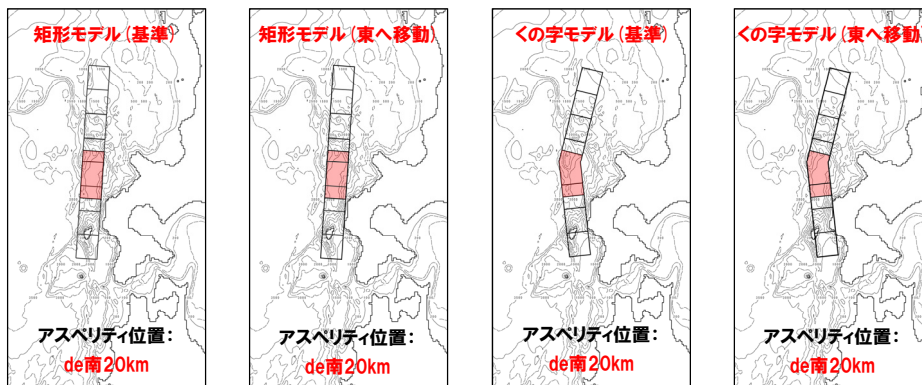 矩形モデル(基準)
アスペリティ位置:
de南20km
矩形モデル(東へ移動)
アスペリティ位置:
de南20km
くの字モデル(基準)
アスペリティ位置:
de南20km
くの字モデル(東へ移動)
アスペリティ位置:
de南20km